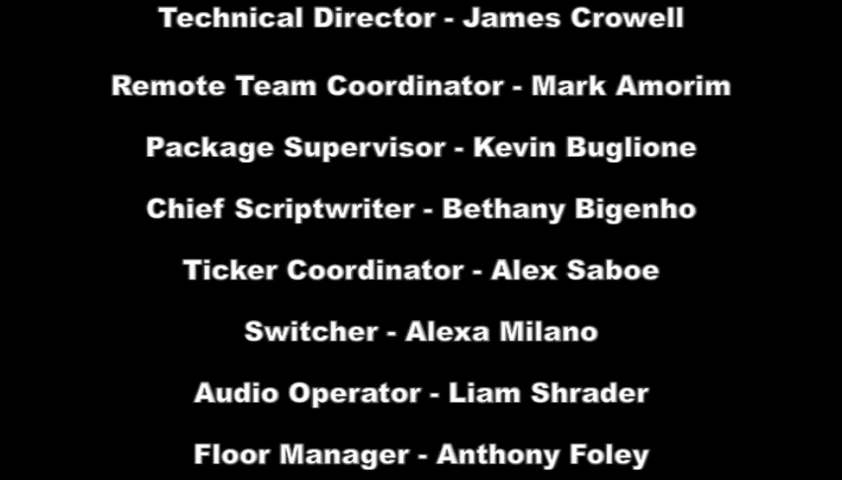 Technical Director - James Crowell
Remote Team Coordinator - Mark Amorim
Package Supervisor - Kevin Buglione
Chief Scriptwriter - Bethany Bigenho
Ticker Coordinator - Alex Saboe
Switcher - Alexa Milano
Audio Operator - Liam Shrader
Floor Manager - Anthony Foley